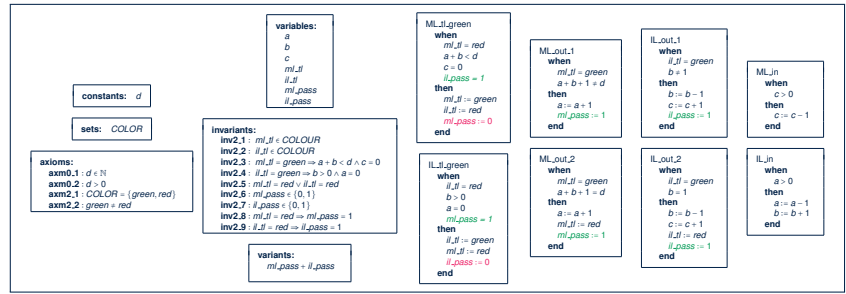 constants: d
sets: COLOR
axioms:
axm0_1 : d ∈ ℕ
axm0_2 : d > 0
axm2_1 : COLOR = {green, red}
axm2_2 : green ≠ red
variables:
a
b
c
ml_tl
il_tl
ml_pass
il_pass
invariants:
inv2_1 : ml_tl ∈ COLOUR
inv2_2 : il_tl ∈ COLOUR
inv2_3 : ml_tl = green ⇒ a + b < d ∧ c = 0
inv2_4 : il_tl = green ⇒ b > 0 ∧ a = 0
inv2_5 : ml_tl = red ∨ il_tl = red
inv2_6 : ml_pass ∈ {0, 1}
inv2_7 : il_pass ∈ {0, 1}
inv2_8 : ml_tl = red ⇒ ml_pass = 1
inv2_9 : il_tl = red ⇒ il_pass = 1
variants:
ml_pass + il_pass
ML_tl_green
when
ml_tl = red
a + b < d
c = 0
il_pass = 1
then
ml_tl := green
il_tl := red
ml_pass := 0
end
IL_tl_green
when
il_tl = red
b > 0
a = 0
ml_pass = 1
then
il_tl := green
ml_tl := red
il_pass := 0
end
ML_out_1
when
ml_tl = green
a + b + 1 ≠ d
then
a := a + 1
ml_pass := 1
end
ML_out_2
when
ml_tl = green
a + b + 1 = d
then
a := a + 1
ml_tl := red
ml_pass := 1
end
IL_out_1
when
il_tl = green
b ≠ 1
then
b := b − 1
c := c + 1
il_pass := 1
end
IL_out_2
when
il_tl = green
b = 1
then
b := b − 1
c := c + 1
il_tl := red
il_pass := 1
end
ML_in
when
c > 0
then
c := c − 1
end
IL_in
when
a > 0
then
a := a − 1
b := b + 1
end